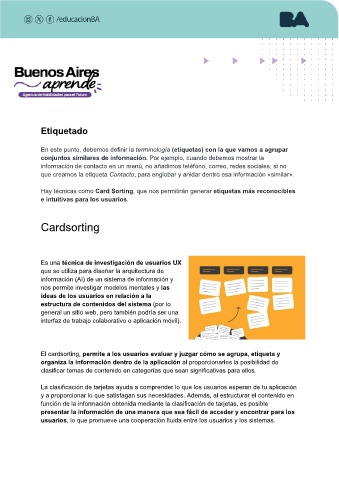 /educacionBA
BA
Buenos Aires
aprende
Agencia de Habilidades para el Futuro
Etiquetado
En este punto, debemos definir la terminología (etiquetas) con la que vamos a agrupar
conjuntos similares de información. Por ejemplo, cuando debemos mostrar la
información de contacto en un menú, no añadimos teléfono, correo, redes sociales, si no
que creamos la etiqueta Contacto, para englobar y anidar dentro esa información «similar».
Hay técnicas como Card Sorting, que nos permitirán generar etiquetas más reconocibles
e intuitivas para los usuarios.
Cardsorting
Es una técnica de investigación de usuarios UX
que se utiliza para diseñar la arquitectura de
información (AI) de un sistema de información y
nos permite investigar modelos mentales y las
ideas de los usuarios en relación a la
estructura de contenidos del sistema (por lo
general un sitio web, pero también podría ser una
interfaz de trabajo colaborativo o aplicación móvil).
El cardsorting, permite a los usuarios evaluar y juzgar cómo se agrupa, etiqueta y
organiza la información dentro de la aplicación al proporcionarles la posibilidad de
clasificar temas de contenido en categorías que sean significativas para ellos.
La clasificación de tarjetas ayuda a comprender lo que los usuarios esperan de tu aplicación
y a proporcionar lo que satisfagan sus necesidades. Además, al estructurar el contenido en
función de la información obtenida mediante la clasificación de tarjetas, es posible
presentar la información de una manera que sea fácil de acceder y encontrar para los
usuarios, lo que promueve una cooperación fluida entre los usuarios y los sistemas.